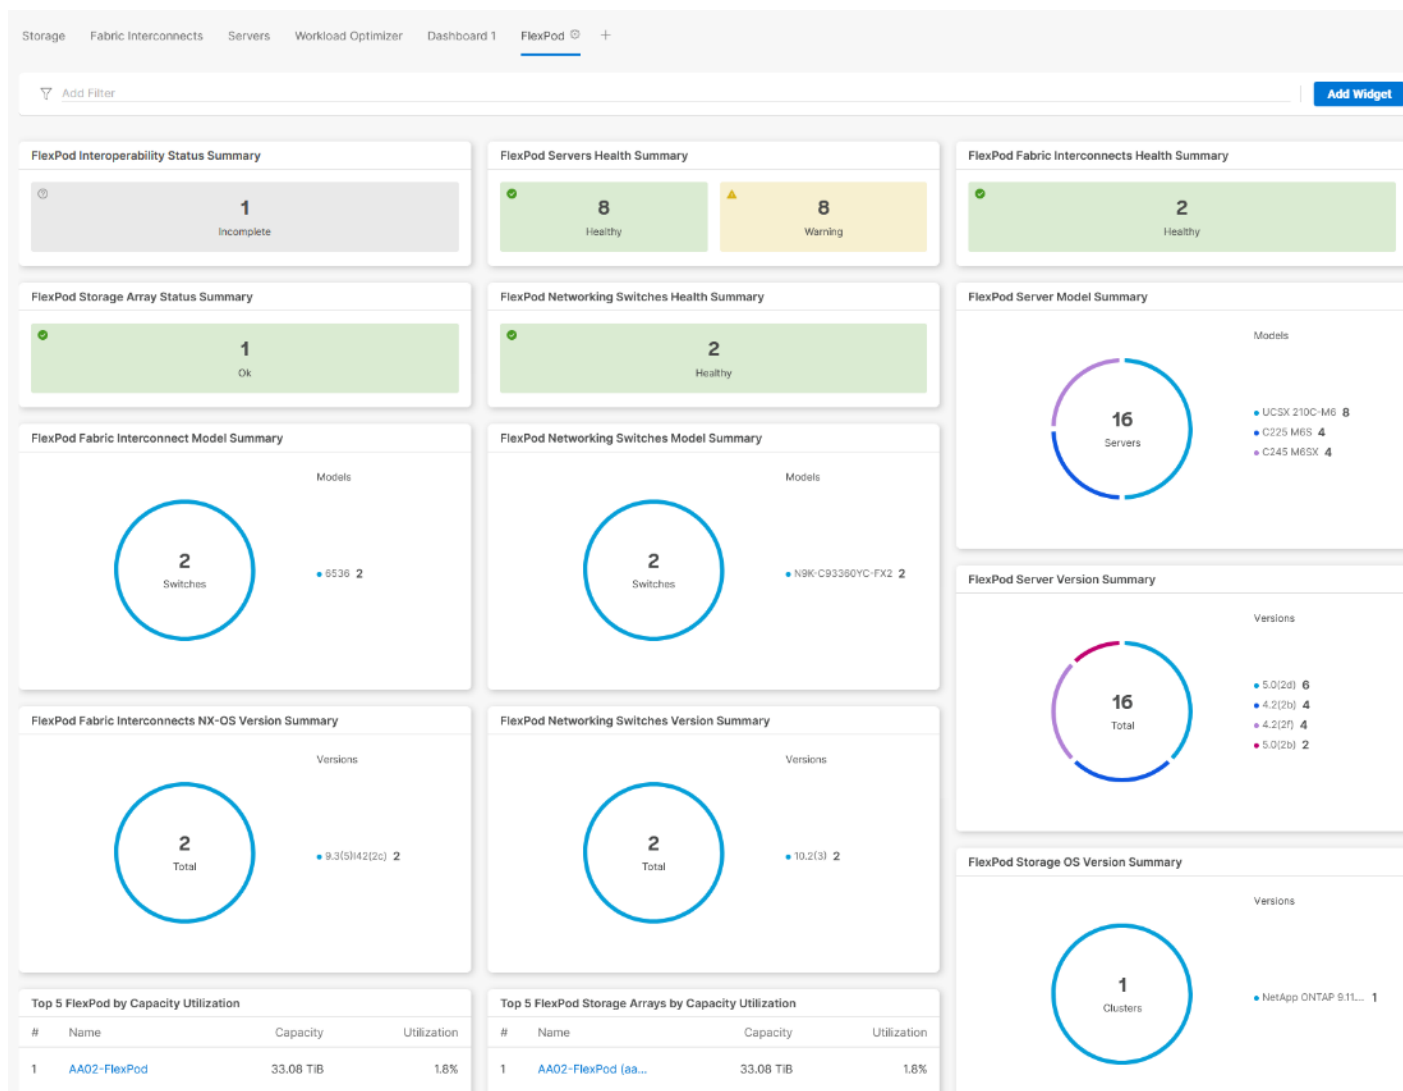 Storage Fabric Interconnects Servers Workload Optimizer Dashboard 1 FlexPod +
Add Filter
Add Widget
FlexPod Interoperability Status Summary
1
Incomplete
FlexPod Servers Health Summary
8
Healthy
8
Warning
FlexPod Fabric Interconnects Health Summary
2
Healthy
FlexPod Storage Array Status Summary
1
Ok
FlexPod Networking Switches Health Summary
2
Healthy
FlexPod Server Model Summary
Models
16
Servers
UCSX 210C-M6 8
C225 M6S 4
C245 M6SX 4
FlexPod Fabric Interconnect Model Summary
Models
2
Switches
6536 2
FlexPod Networking Switches Model Summary
Models
2
Switches
N9K-C93360YC-FX2 2
FlexPod Server Version Summary
Versions
16
Total
5.0(2d) 6
4.2(2b) 4
4.2(2f) 4
5.0(2b) 2
FlexPod Fabric Interconnects NX-OS Version Summary
Versions
2
Total
9.3(5)I42(2c) 2
FlexPod Networking Switches Version Summary
Versions
2
Total
10.2(3) 2
FlexPod Storage OS Version Summary
Versions
1
Clusters
NetApp ONTAP 9.11.... 1
Top 5 FlexPod by Capacity Utilization
# Name Capacity Utilization
1 AA02-FlexPod 33.08 TiB 1.8%
Top 5 FlexPod Storage Arrays by Capacity Utilization
# Name Capacity Utilization
1 AA02-FlexPod (aa... 33.08 TiB 1.8%